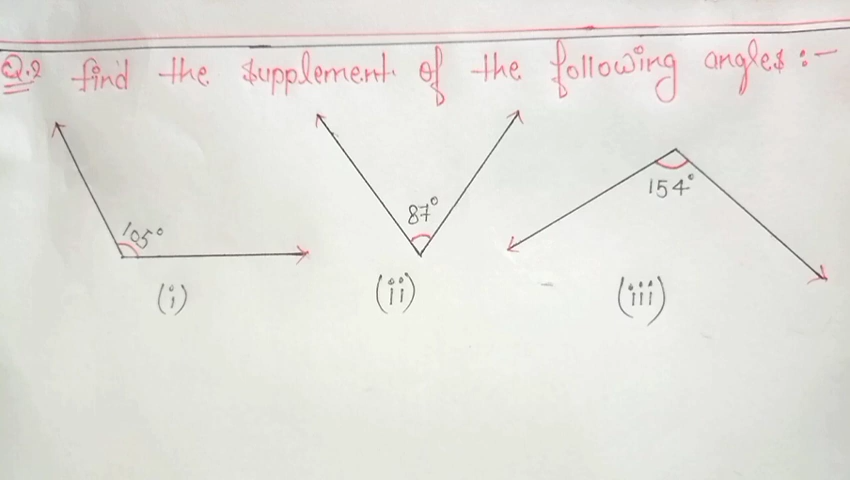 Q.2 find the supplement of the following angles :-
105° 87° 154°
(i) (ii) (iii)